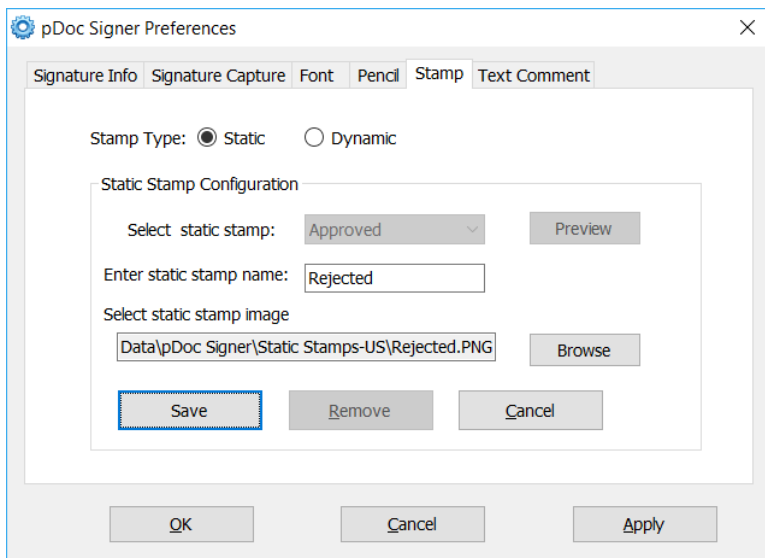 pDoc Signer Preferences
Signature Info Signature Capture Font Pencil Stamp Text Comment
Stamp Type: Static Dynamic
Static Stamp Configuration
Select static stamp: Approved Preview
Enter static stamp name: Rejected
Select static stamp image
Data\pDoc Signer\Static Stamps-US\Rejected.PNG Browse
Save Remove Cancel
OK Cancel Apply